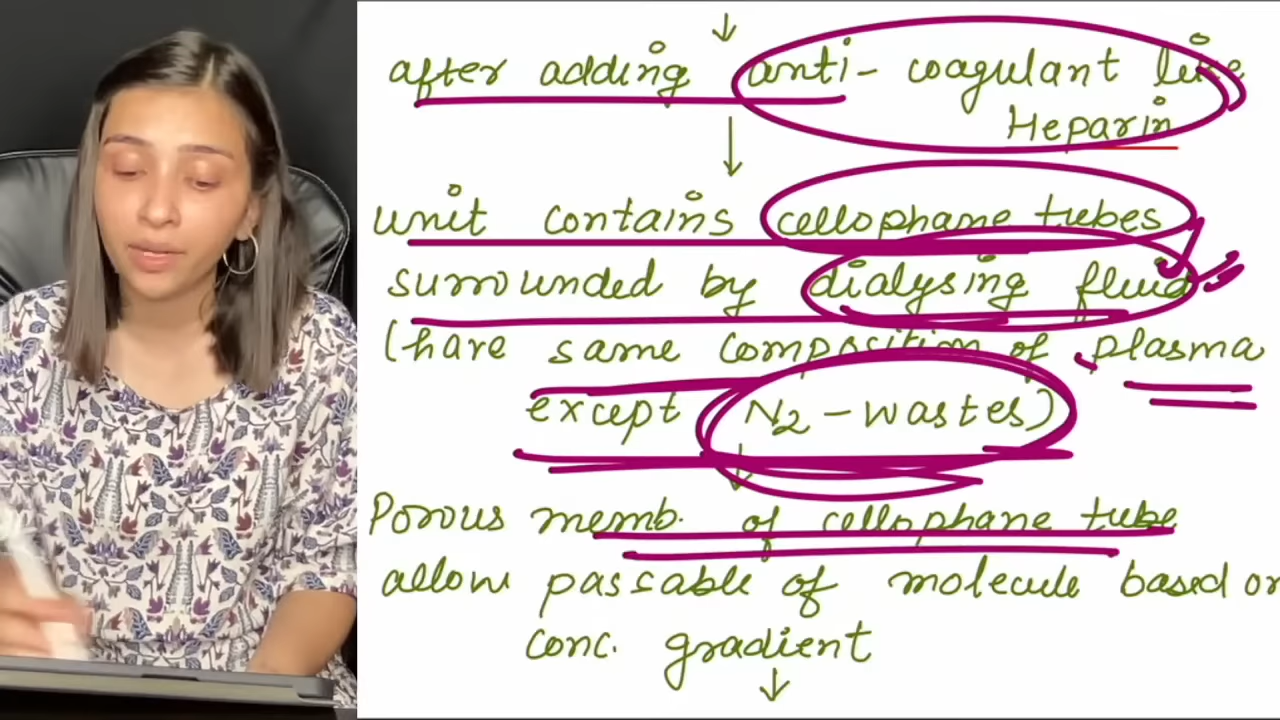 ↓
after adding anti- coagulant like
Heparin
↓
unit contains cellophane tubes
surrounded by dialysing fluid
(have same composition of plasma
except N2 - wastes)
↓
Porous memb. of cellophane tube
allow passable of molecule based on
conc. gradient
↓